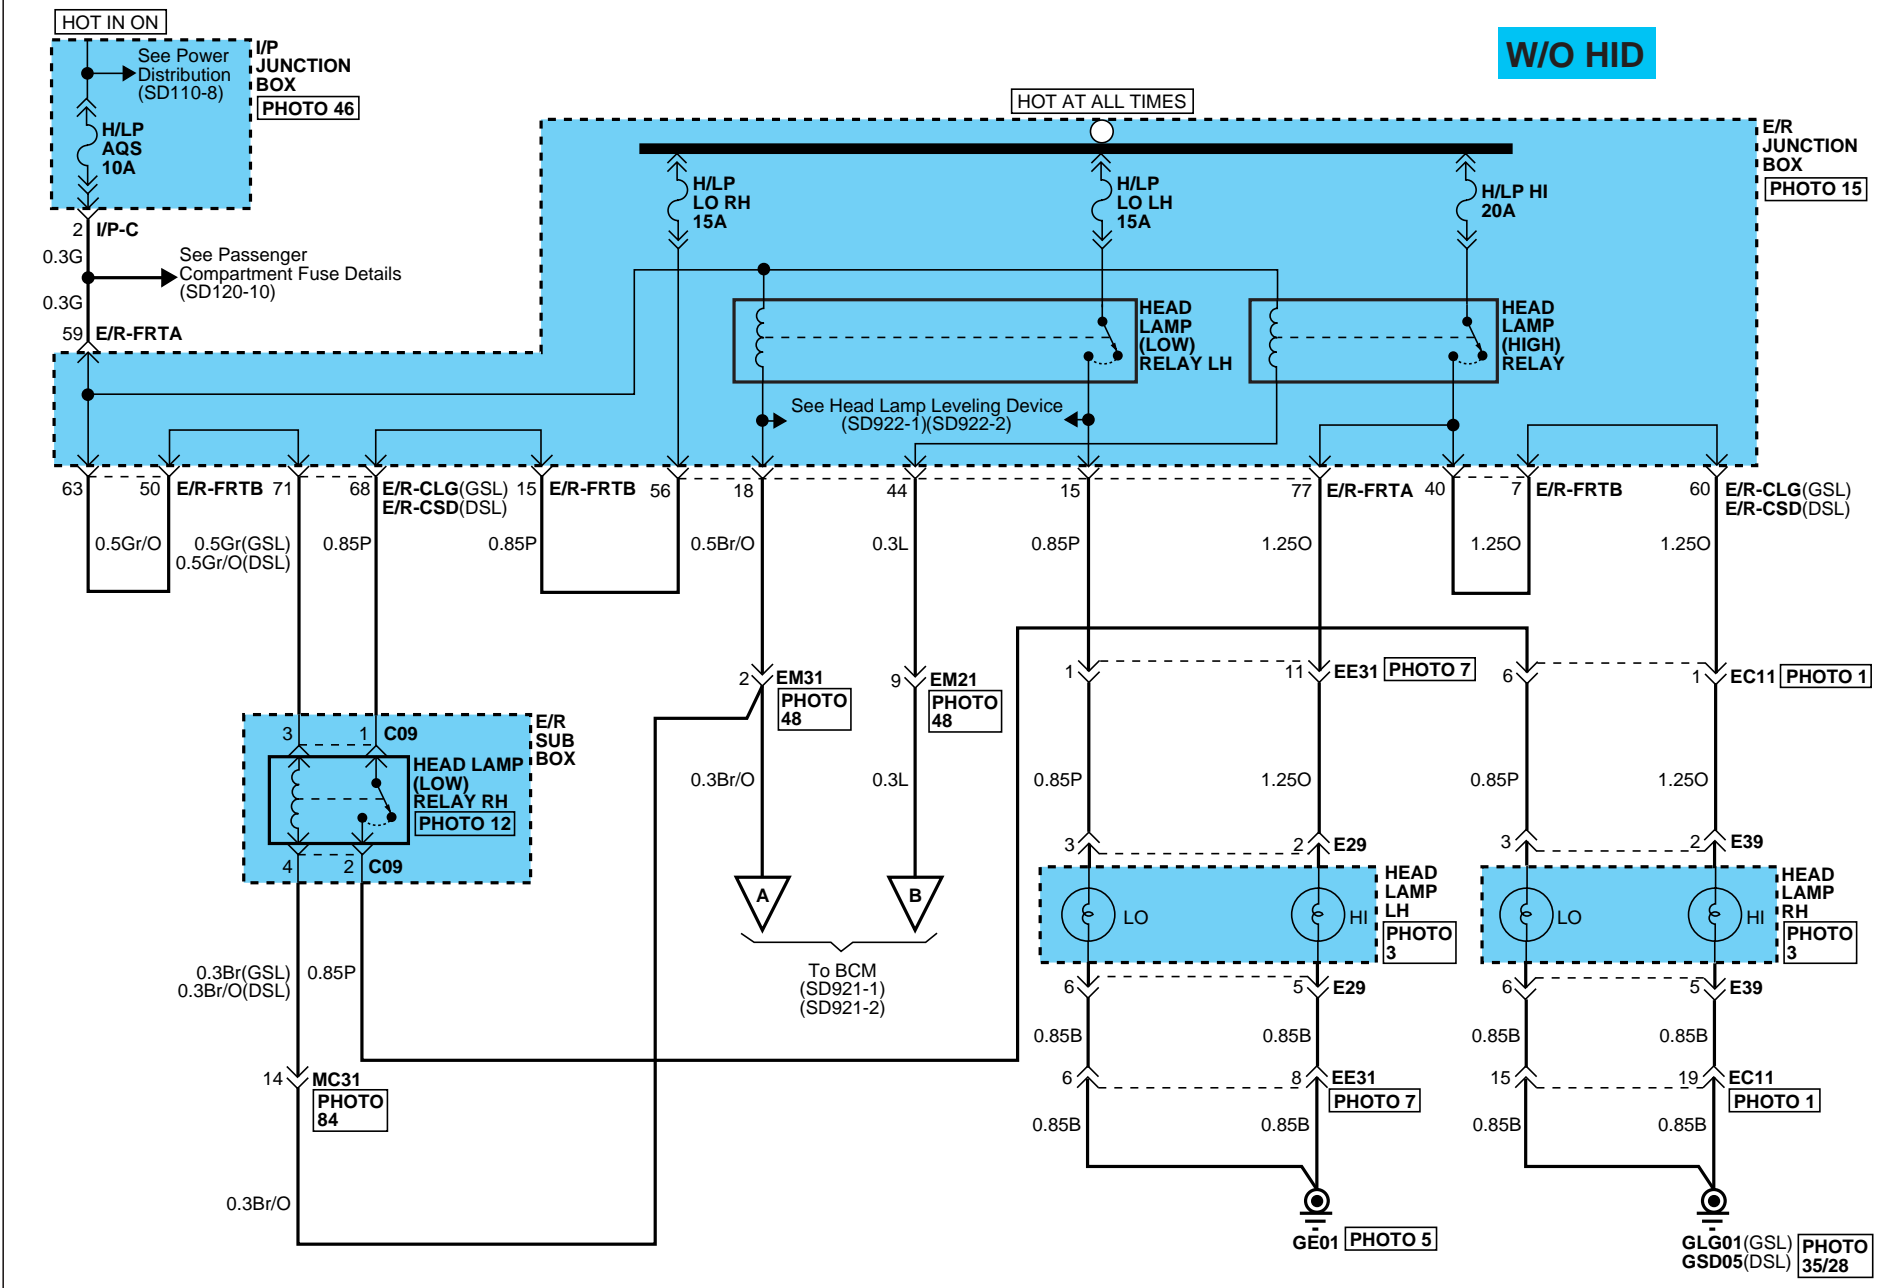 HOT IN ON
See Power
Distribution
(SD110-8)
I/P
JUNCTION
BOX
PHOTO 46
H/LP
AQS
10A
2 I/P-C
0.3G
See Passenger
Compartment Fuse Details
(SD120-10)
0.3G
59 E/R-FRTA
W/O HID
HOT AT ALL TIMES
E/R
JUNCTION
BOX
PHOTO 15
H/LP
LO RH
15A
H/LP
LO LH
15A
H/LP HI
20A
HEAD
LAMP
(LOW)
RELAY LH
HEAD
LAMP
(HIGH)
RELAY
See Head Lamp Leveling Device
(SD922-1)(SD922-2)
63 50 E/R-FRTB 71 68 E/R-CLG(GSL) 15 E/R-FRTB 56 18 44 15 77 E/R-FRTA 40 7 E/R-FRTB 60 E/R-CLG(GSL)
E/R-CSD(DSL) E/R-CSD(DSL)
0.5Gr/O 0.5Gr(GSL) 0.85P 0.85P 0.5Br/O 0.3L 0.85P 1.25O 1.25O 1.25O
0.5Gr/O(DSL)
2 EM31
PHOTO
48
9 EM21
PHOTO
48
1 11 EE31 PHOTO 7
6 1 EC11 PHOTO 1
E/R
SUB
BOX
3 1 C09
HEAD LAMP
(LOW)
RELAY RH
PHOTO 12
4 2 C09
0.3Br/O 0.3L 0.85P 1.25O 0.85P 1.25O
3 2 E29 3 2 E39
A B
To BCM
(SD921-1)
(SD921-2)
LO HI
HEAD
LAMP
LH
PHOTO
3
LO HI
HEAD
LAMP
RH
PHOTO
3
6 5 E29 6 5 E39
0.3Br(GSL) 0.85P
0.3Br/O(DSL)
0.85B 0.85B 0.85B 0.85B
14 MC31
PHOTO
84
6 8 EE31
PHOTO 7
15 19 EC11
PHOTO 1
0.85B 0.85B 0.85B 0.85B
0.3Br/O
GE01 PHOTO 5
GLG01(GSL)
GSD05(DSL)
PHOTO
35/28